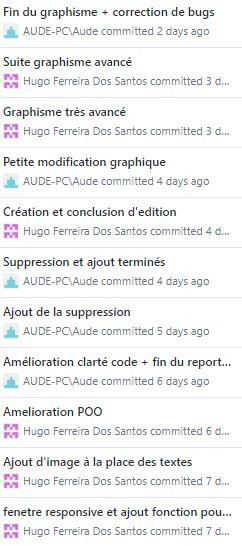 Fin du graphisme + correction de bugs
AUDE-PC\Aude committed 2 days ago
Suite graphisme avancé
Hugo Ferreira Dos Santos committed 3 d...
Graphisme très avancé
Hugo Ferreira Dos Santos committed 3 d...
Petite modification graphique
AUDE-PC\Aude committed 4 days ago
Création et conclusion d'edition
Hugo Ferreira Dos Santos committed 4 d...
Suppression et ajout terminés
AUDE-PC\Aude committed 4 days ago
Ajout de la suppression
AUDE-PC\Aude committed 5 days ago
Amélioration clarté code + fin du report...
AUDE-PC\Aude committed 6 days ago
Amelioration POO
Hugo Ferreira Dos Santos committed 6 d...
Ajout d'image à la place des textes
Hugo Ferreira Dos Santos committed 7 d...
fenetre responsive et ajout fonction pou...
Hugo Ferreira Dos Santos committed 7 d...